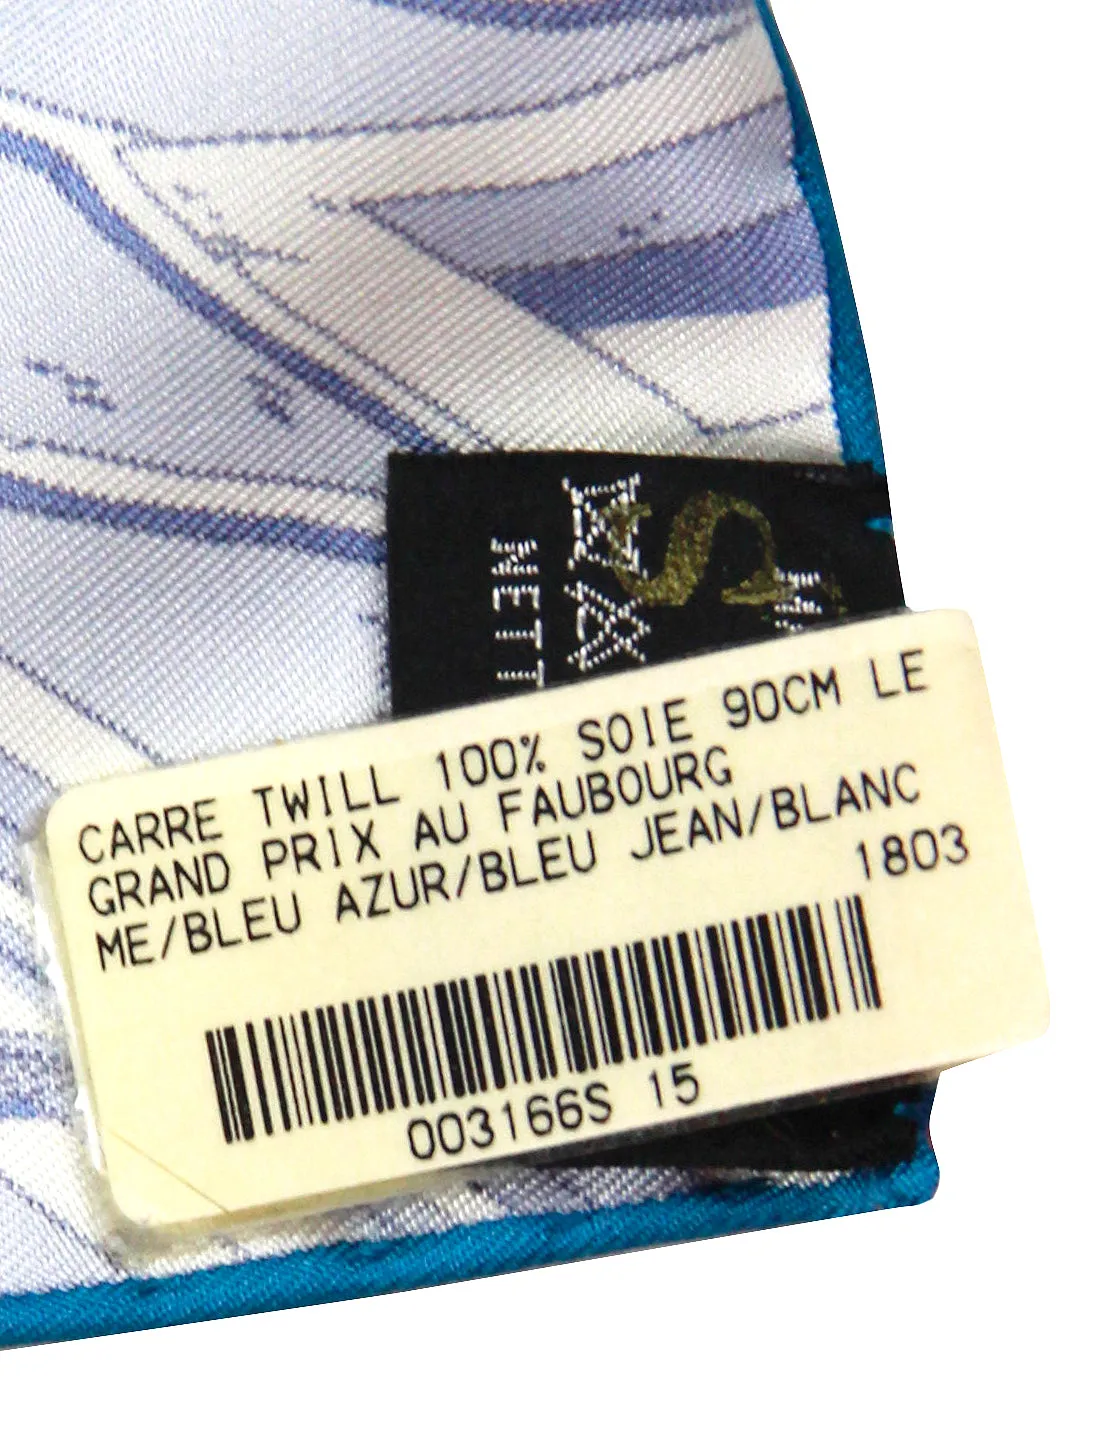 CARRE TWILL 100% SOIE 90CM LE
GRAND PRIX AU FAUBOURG
ME/BLEU AZUR/BLEU JEAN/BLANC
1803
003166S 15
S
NETT